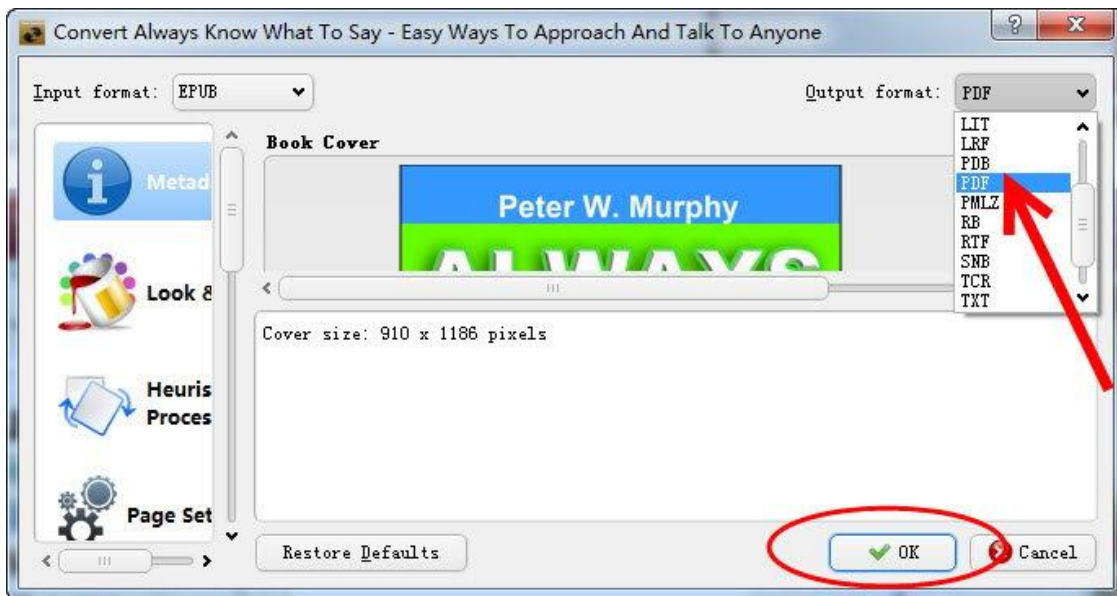 Convert Always Know What To Say - Easy Ways To Approach And Talk To Anyone
Input format: EPUB
Output format: PDF
LIT
LRF
PDB
PDF
PMLZ
RB
RTF
SNB
TCR
TXT
Metad
Look &
Heuris
Proces
Page Set
Book Cover
Peter W. Murphy
ALWAYS
Cover size: 910 x 1186 pixels
Restore Defaults
OK
Cancel